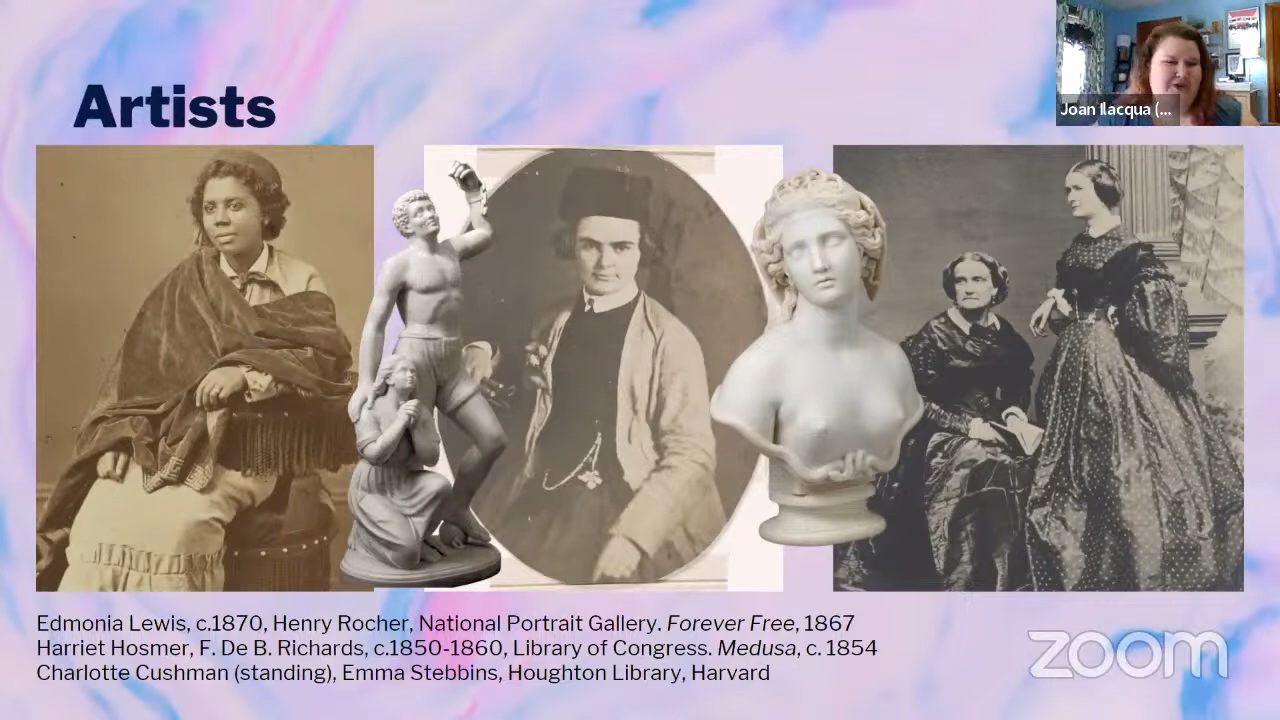 Artists
Joan Ilacqua (...
Edmonia Lewis, c.1870, Henry Rocher, National Portrait Gallery. Forever Free, 1867
Harriet Hosmer, F. De B. Richards, c.1850-1860, Library of Congress. Medusa, c. 1854
Charlotte Cushman (standing), Emma Stebbins, Houghton Library, Harvard
zoom